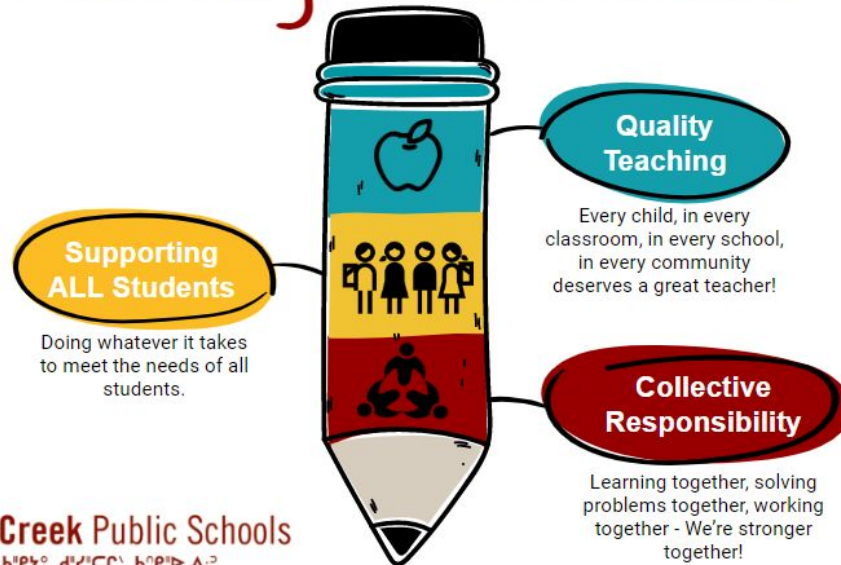 Quality
Teaching
Every child, in every
classroom, in every school,
in every community
deserves a great teacher!
Supporting
ALL Students
Doing whatever it takes
to meet the needs of all
students.
Collective
Responsibility
Learning together, solving
problems together, working
together - We’re stronger
together!
Creek Public Schools